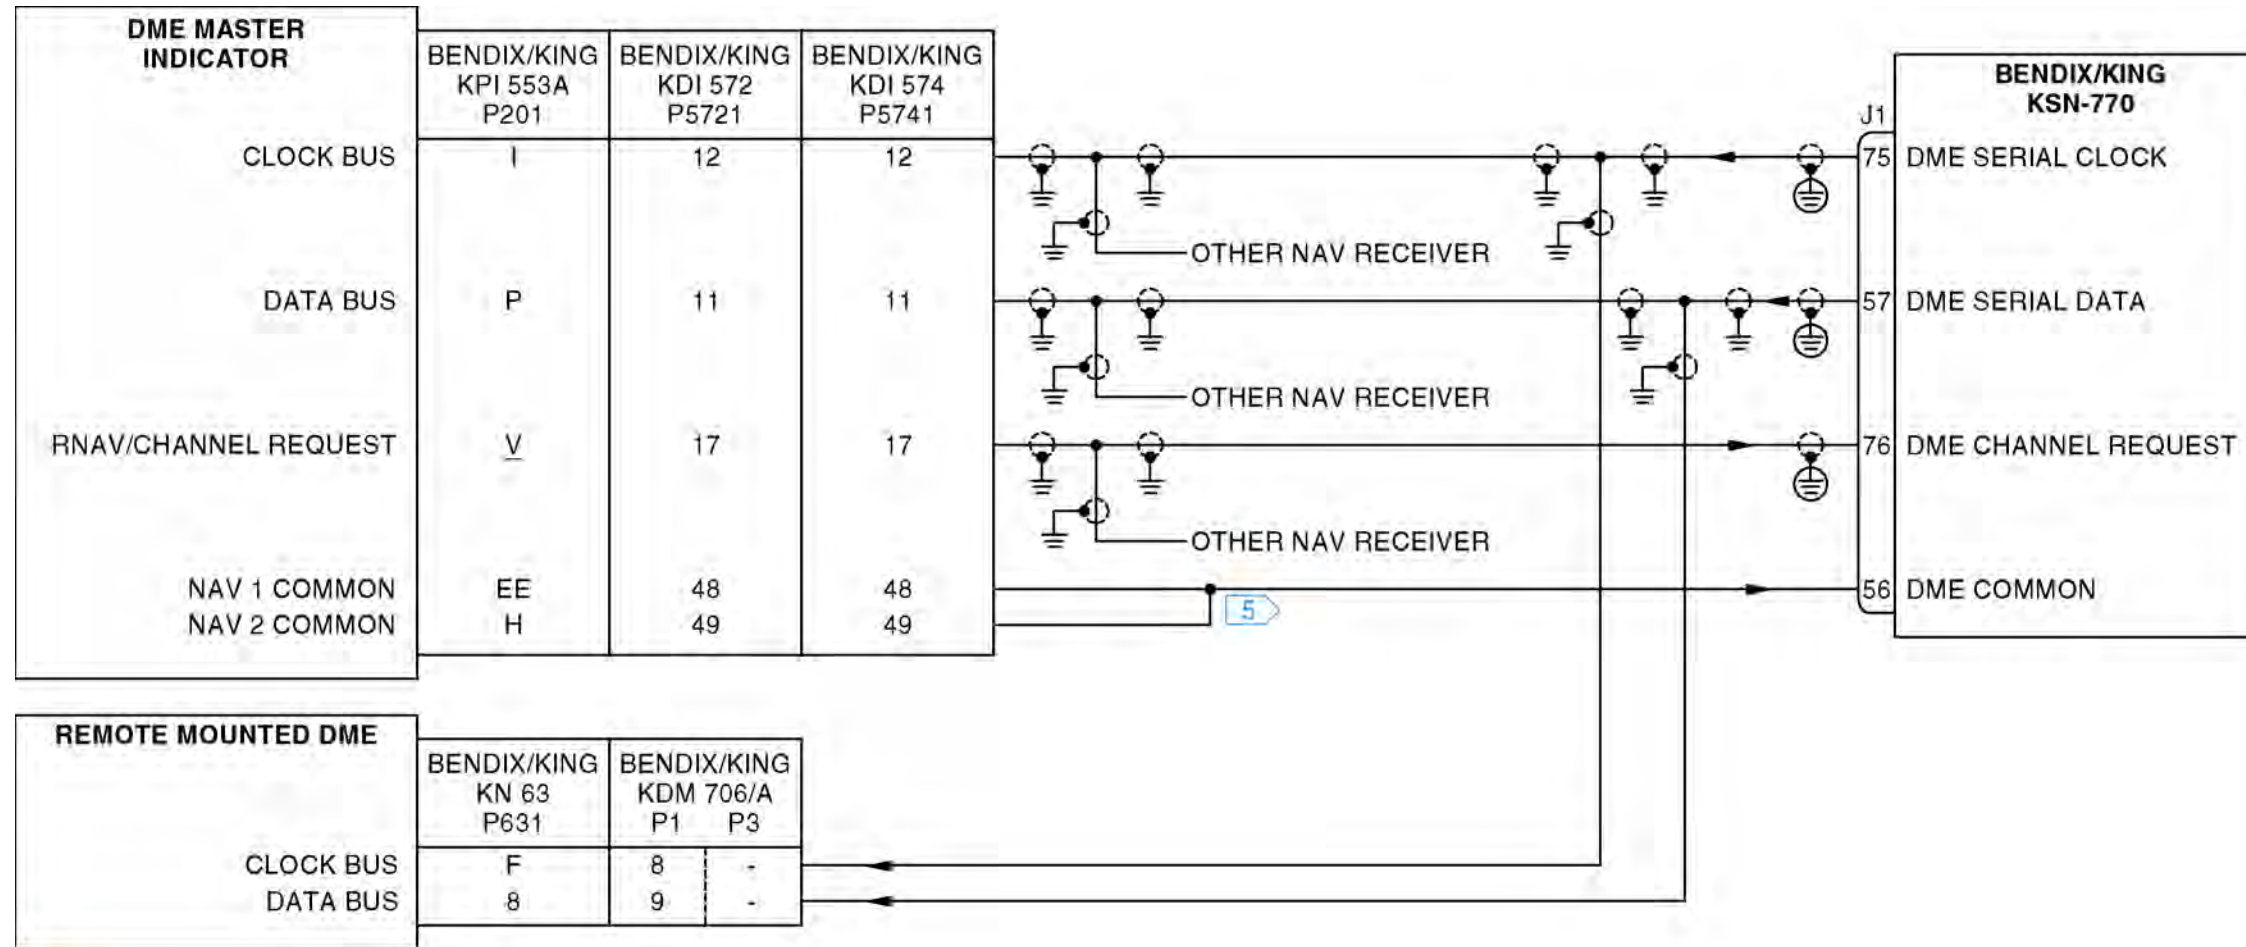 DME MASTER
INDICATOR
BENDIX/KING
KPI 553A
P201
BENDIX/KING
KDI 572
P5721
BENDIX/KING
KDI 574
P5741
BENDIX/KING
KSN-770
J1
CLOCK BUS I 12 12 75 DME SERIAL CLOCK
OTHER NAV RECEIVER
DATA BUS P 11 11 57 DME SERIAL DATA
OTHER NAV RECEIVER
RNAV/CHANNEL REQUEST V 17 17 76 DME CHANNEL REQUEST
OTHER NAV RECEIVER
NAV 1 COMMON EE 48 48 56 DME COMMON
5
NAV 2 COMMON H 49 49
REMOTE MOUNTED DME
BENDIX/KING
KN 63
P631
BENDIX/KING
KDM 706/A
P1 P3
CLOCK BUS F 8 -
DATA BUS 8 9 -